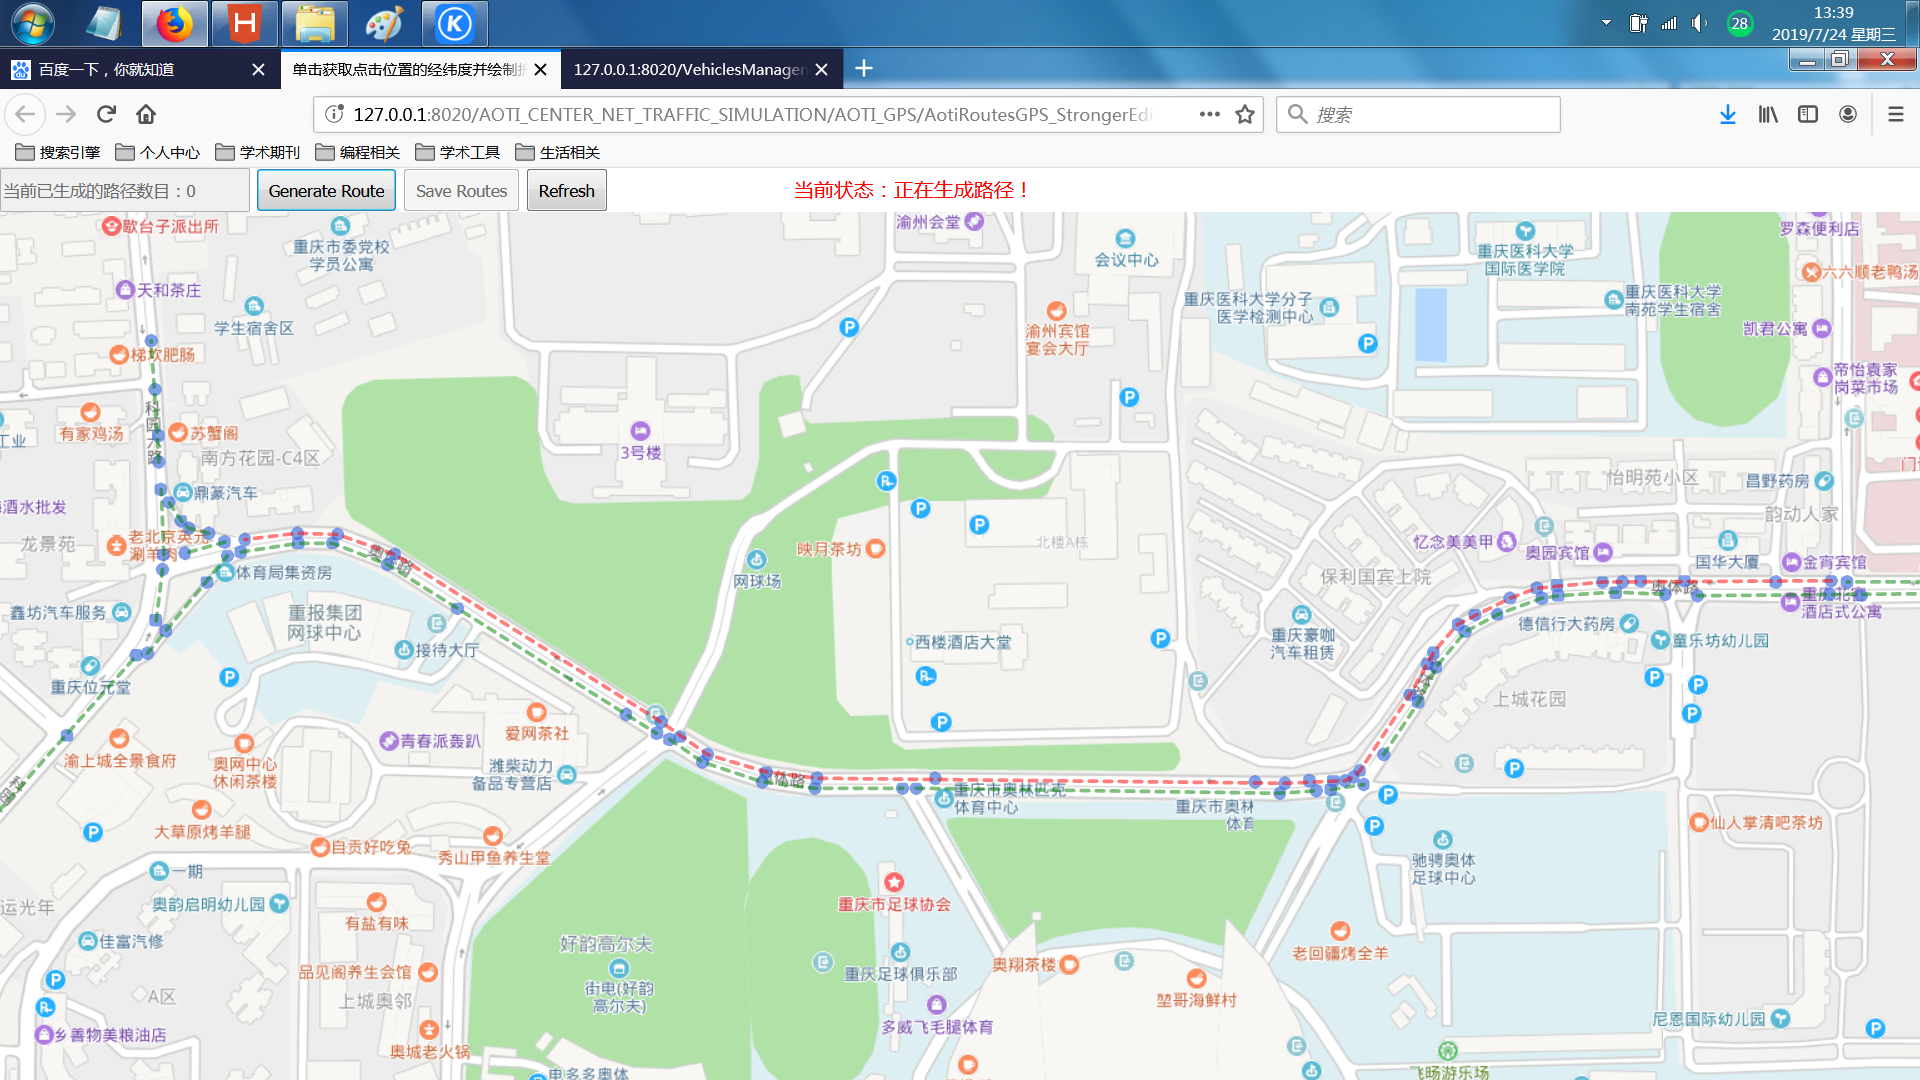 28
13:39
2019/7/24 星期三
百度一下，你就知道
单击获取点击位置的经纬度并绘制折
127.0.0.1:8020/VehiclesManagem
127.0.0.1:8020/AOTI_CENTER_NET_TRAFFIC_SIMULATION/AOTI_GPS/AotiRoutesGPS_StrongerEdi
搜索
搜索引擎
个人中心
学术期刊
编程相关
学术工具
生活相关
当前已生成的路径数目：0
Generate Route
Save Routes
Refresh
当前状态：正在生成路径！
歇台子派出所
重庆市委党校
学员公寓
渝州会堂
会议中心
重庆医科大学
国际医学院
罗森便利店
六六顺老鸭汤
天和茶庄
学生宿舍区
重庆医科大学分子
医学检测中心
重庆医科大学
南苑学生宿舍
渝州宾馆
宴会大厅
凯君公寓
梯坎肥肠
帝怡袁家
岗菜市场
科园六路
有家鸡汤
苏蟹阁
工业
南方花园-C4区
3号楼
怡明苑小区
昌野药房
门诊
鼎篆汽车
酒水批发
韵动人家
老北京英元
涮羊肉
龙景苑
奥体路
映月茶坊
北楼A栋
忆念美美甲
奥园宾馆
国华大厦
金宵宾馆
体育局集资房
网球场
保利国宾上院
奥体路
重庆北
酒店式公寓
鑫坊汽车服务
重报集团
网球中心
接待大厅
西楼酒店大堂
重庆豪咖
汽车租赁
德信行大药房
童乐坊幼儿园
重庆位元堂
上城花园
爱网茶社
青春派轰趴
渝上城全景食府
奥网中心
休闲茶楼
潍柴动力
备品专营店
奥体路
重庆市奥林匹克
体育中心
重庆市奥林
体育
大草原烤羊腿
仙人掌清吧茶坊
自贡好吃兔
秀山甲鱼养生堂
驰骋奥体
足球中心
一期
奥韵启明幼儿园
运光年
有盐有味
重庆市足球协会
佳富汽修
好韵高尔夫
老回疆烤全羊
品见阁养生会馆
街电(好韵
高尔夫)
重庆足球俱乐部
奥翔茶楼
堃哥海鲜村
A区
上城奥邻
多威飞毛腿体育
尼恩国际幼儿园
乡善物美粮油店
奥城老火锅
申多多奥体
飞旸游乐场